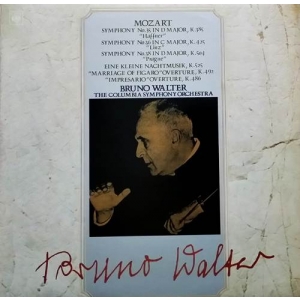 MOZART
SYMPHONY No.35 IN D MAJOR, K.385
"Haffner"
SYMPHONY No.36 IN C MAJOR, K.425
"Linz"
SYMPHONY No.38 IN D MAJOR, K.504
"Prague"
EINE KLEINE NACHTMUSIK, K.525
"MARRIAGE OF FIGARO" OVERTURE, K.492
"IMPRESARIO" OVERTURE, K.486
BRUNO WALTER
THE COLUMBIA SYMPHONY ORCHESTRA
Bruno Walter